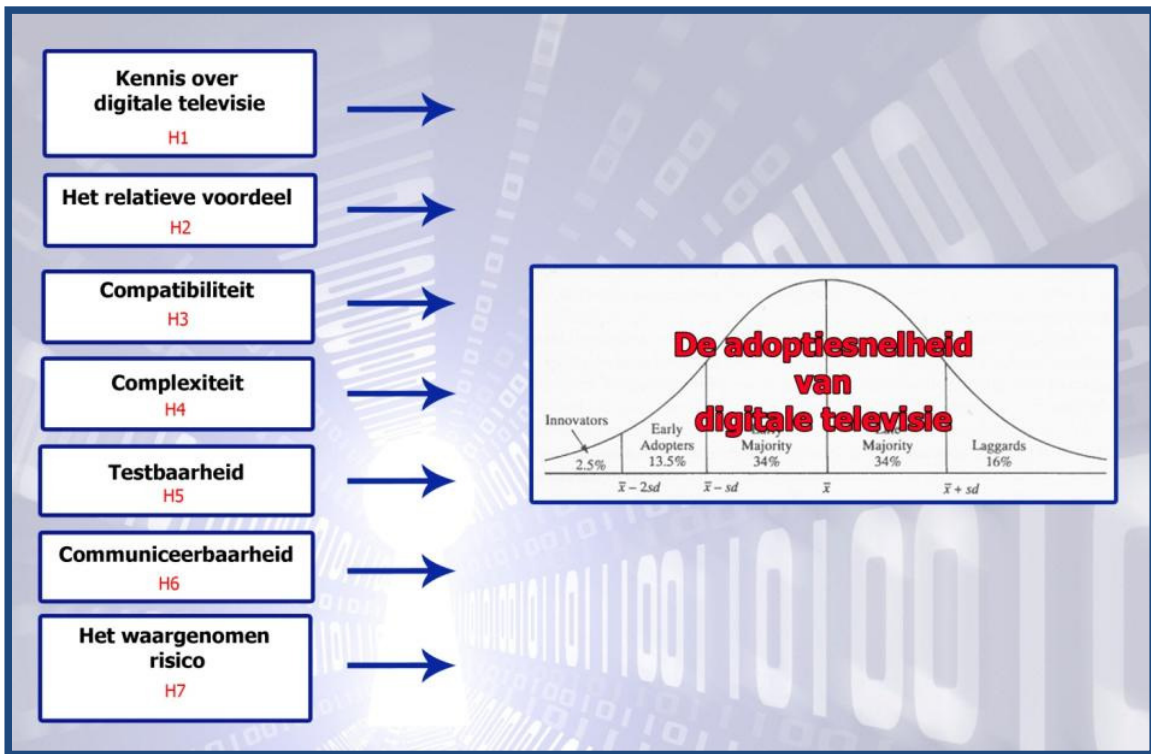 Kennis over
digitale televisie
H1
Het relatieve voordeel
H2
Compatibiliteit
H3
Complexiteit
H4
Testbaarheid
H5
Communiceerbaarheid
H6
Het waargenomen
risico
H7
De adoptiesnelheid
van
digitale televisie
Innovators
2.5%
Early
Adopters
13.5%
Majority
34%
Majority
34%
Laggards
16%
x̄ – 2sd
x̄ – sd
x̄
x̄ + sd